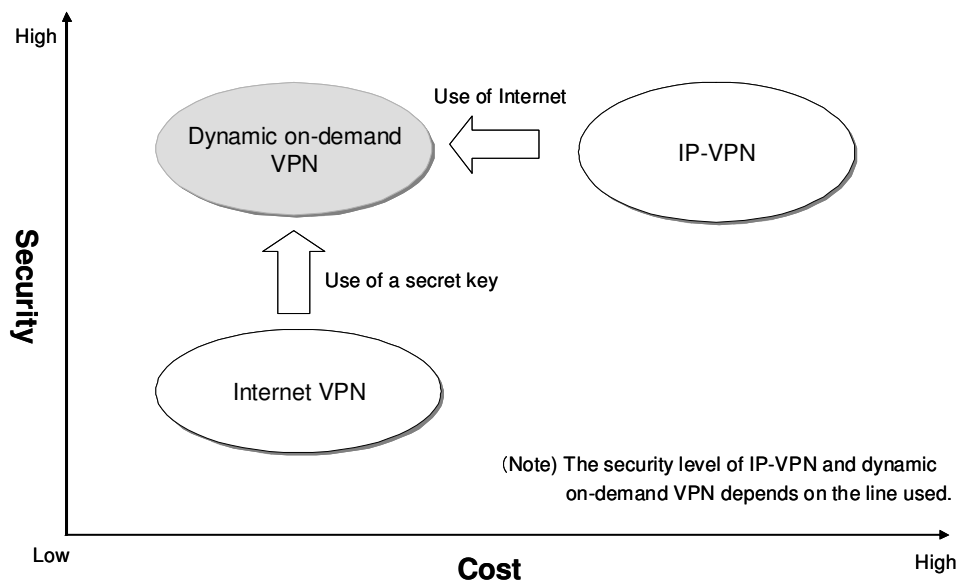 High
Use of Internet
Dynamic on-demand
VPN
IP-VPN
Security
Use of a secret key
Internet VPN
(Note) The security level of IP-VPN and dynamic
on-demand VPN depends on the line used.
Low
Cost
High